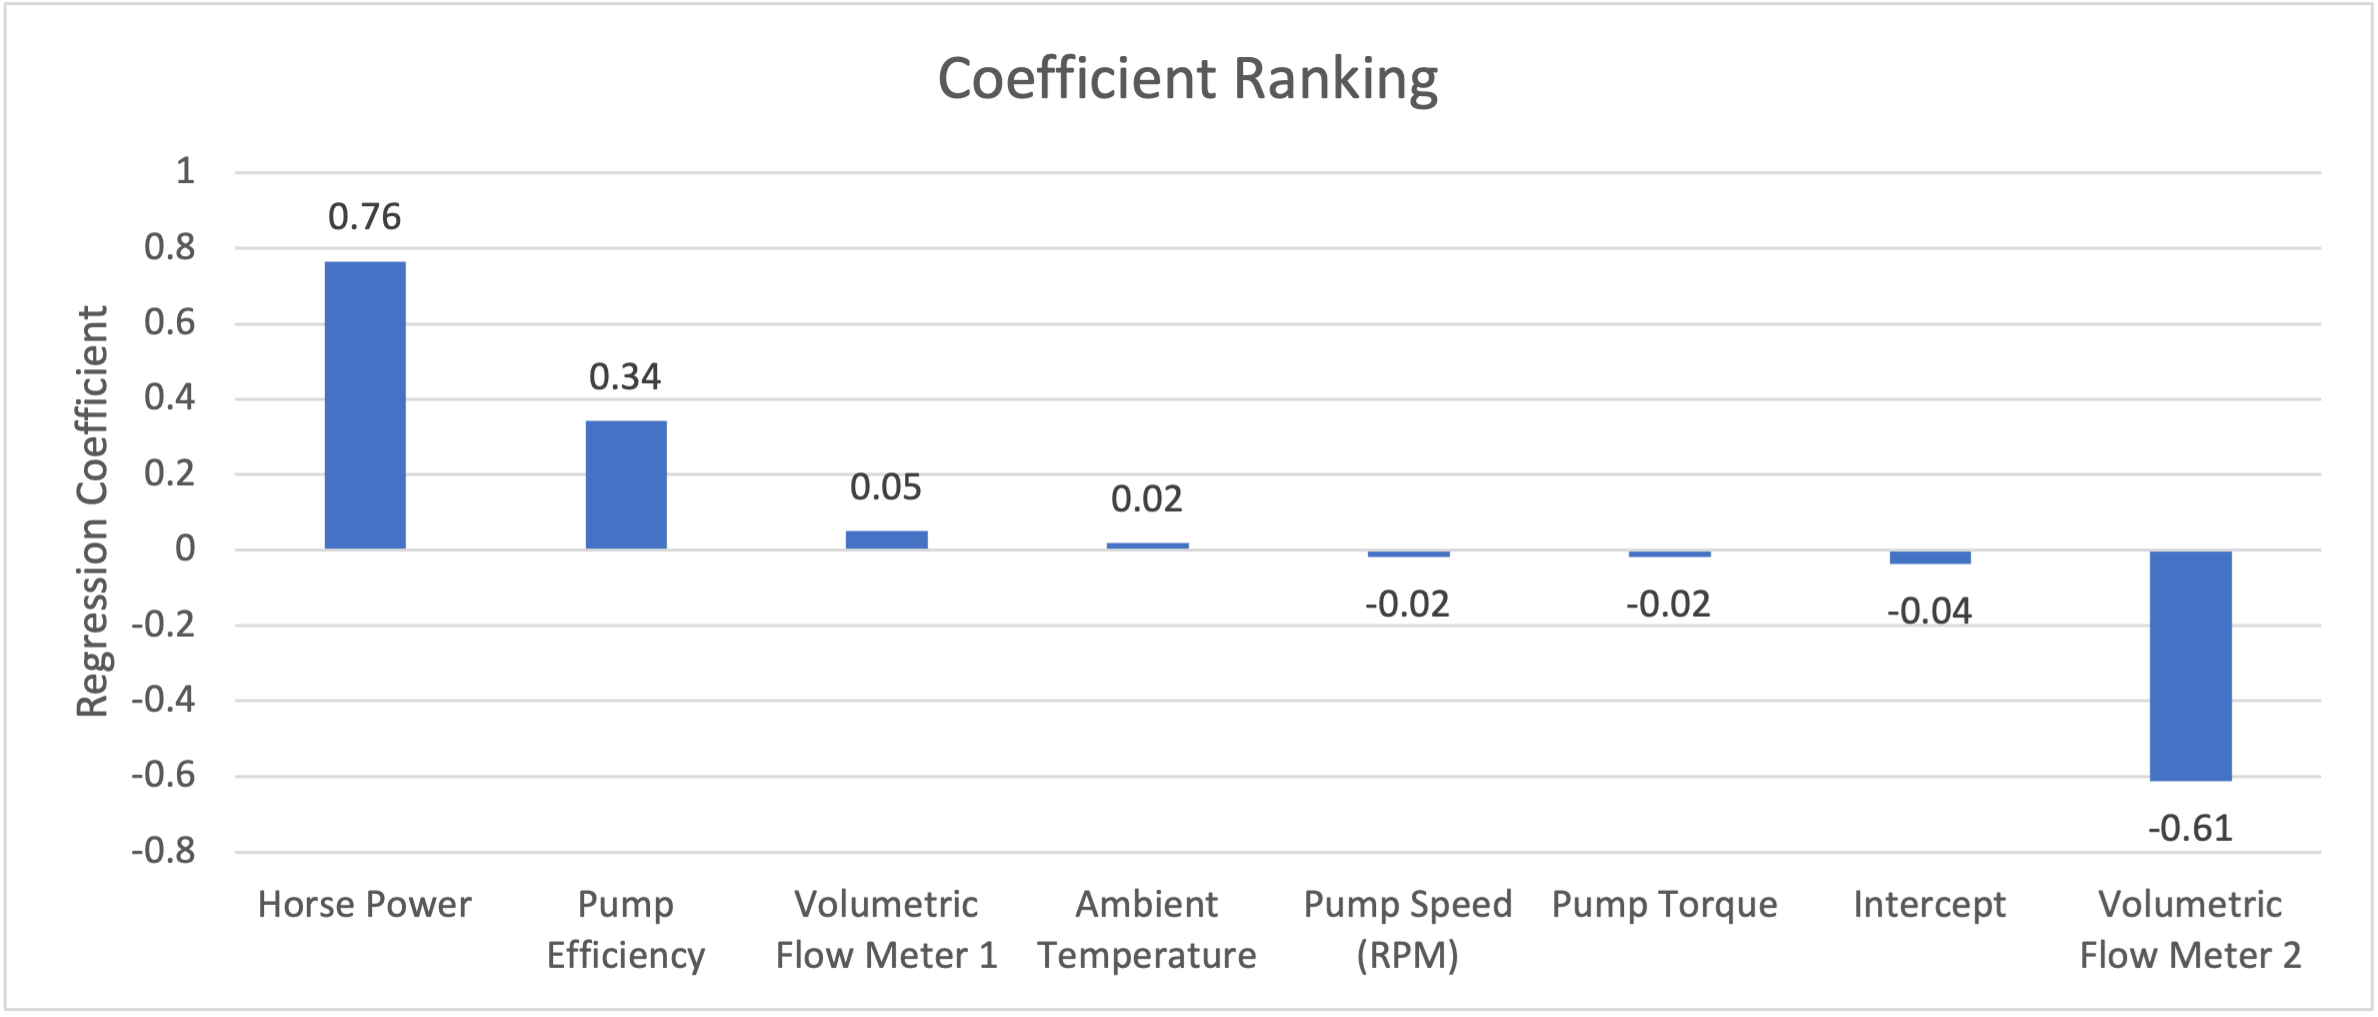 Coefficient Ranking
Regression Coefficient
1
0.8
0.6
0.4
0.2
0
-0.2
-0.4
-0.6
-0.8
0.76
0.34
0.05
0.02
-0.02
-0.02
-0.04
-0.61
Horse Power
Pump
Efficiency
Volumetric
Flow Meter 1
Ambient
Temperature
Pump Speed
(RPM)
Pump Torque
Intercept
Volumetric
Flow Meter 2